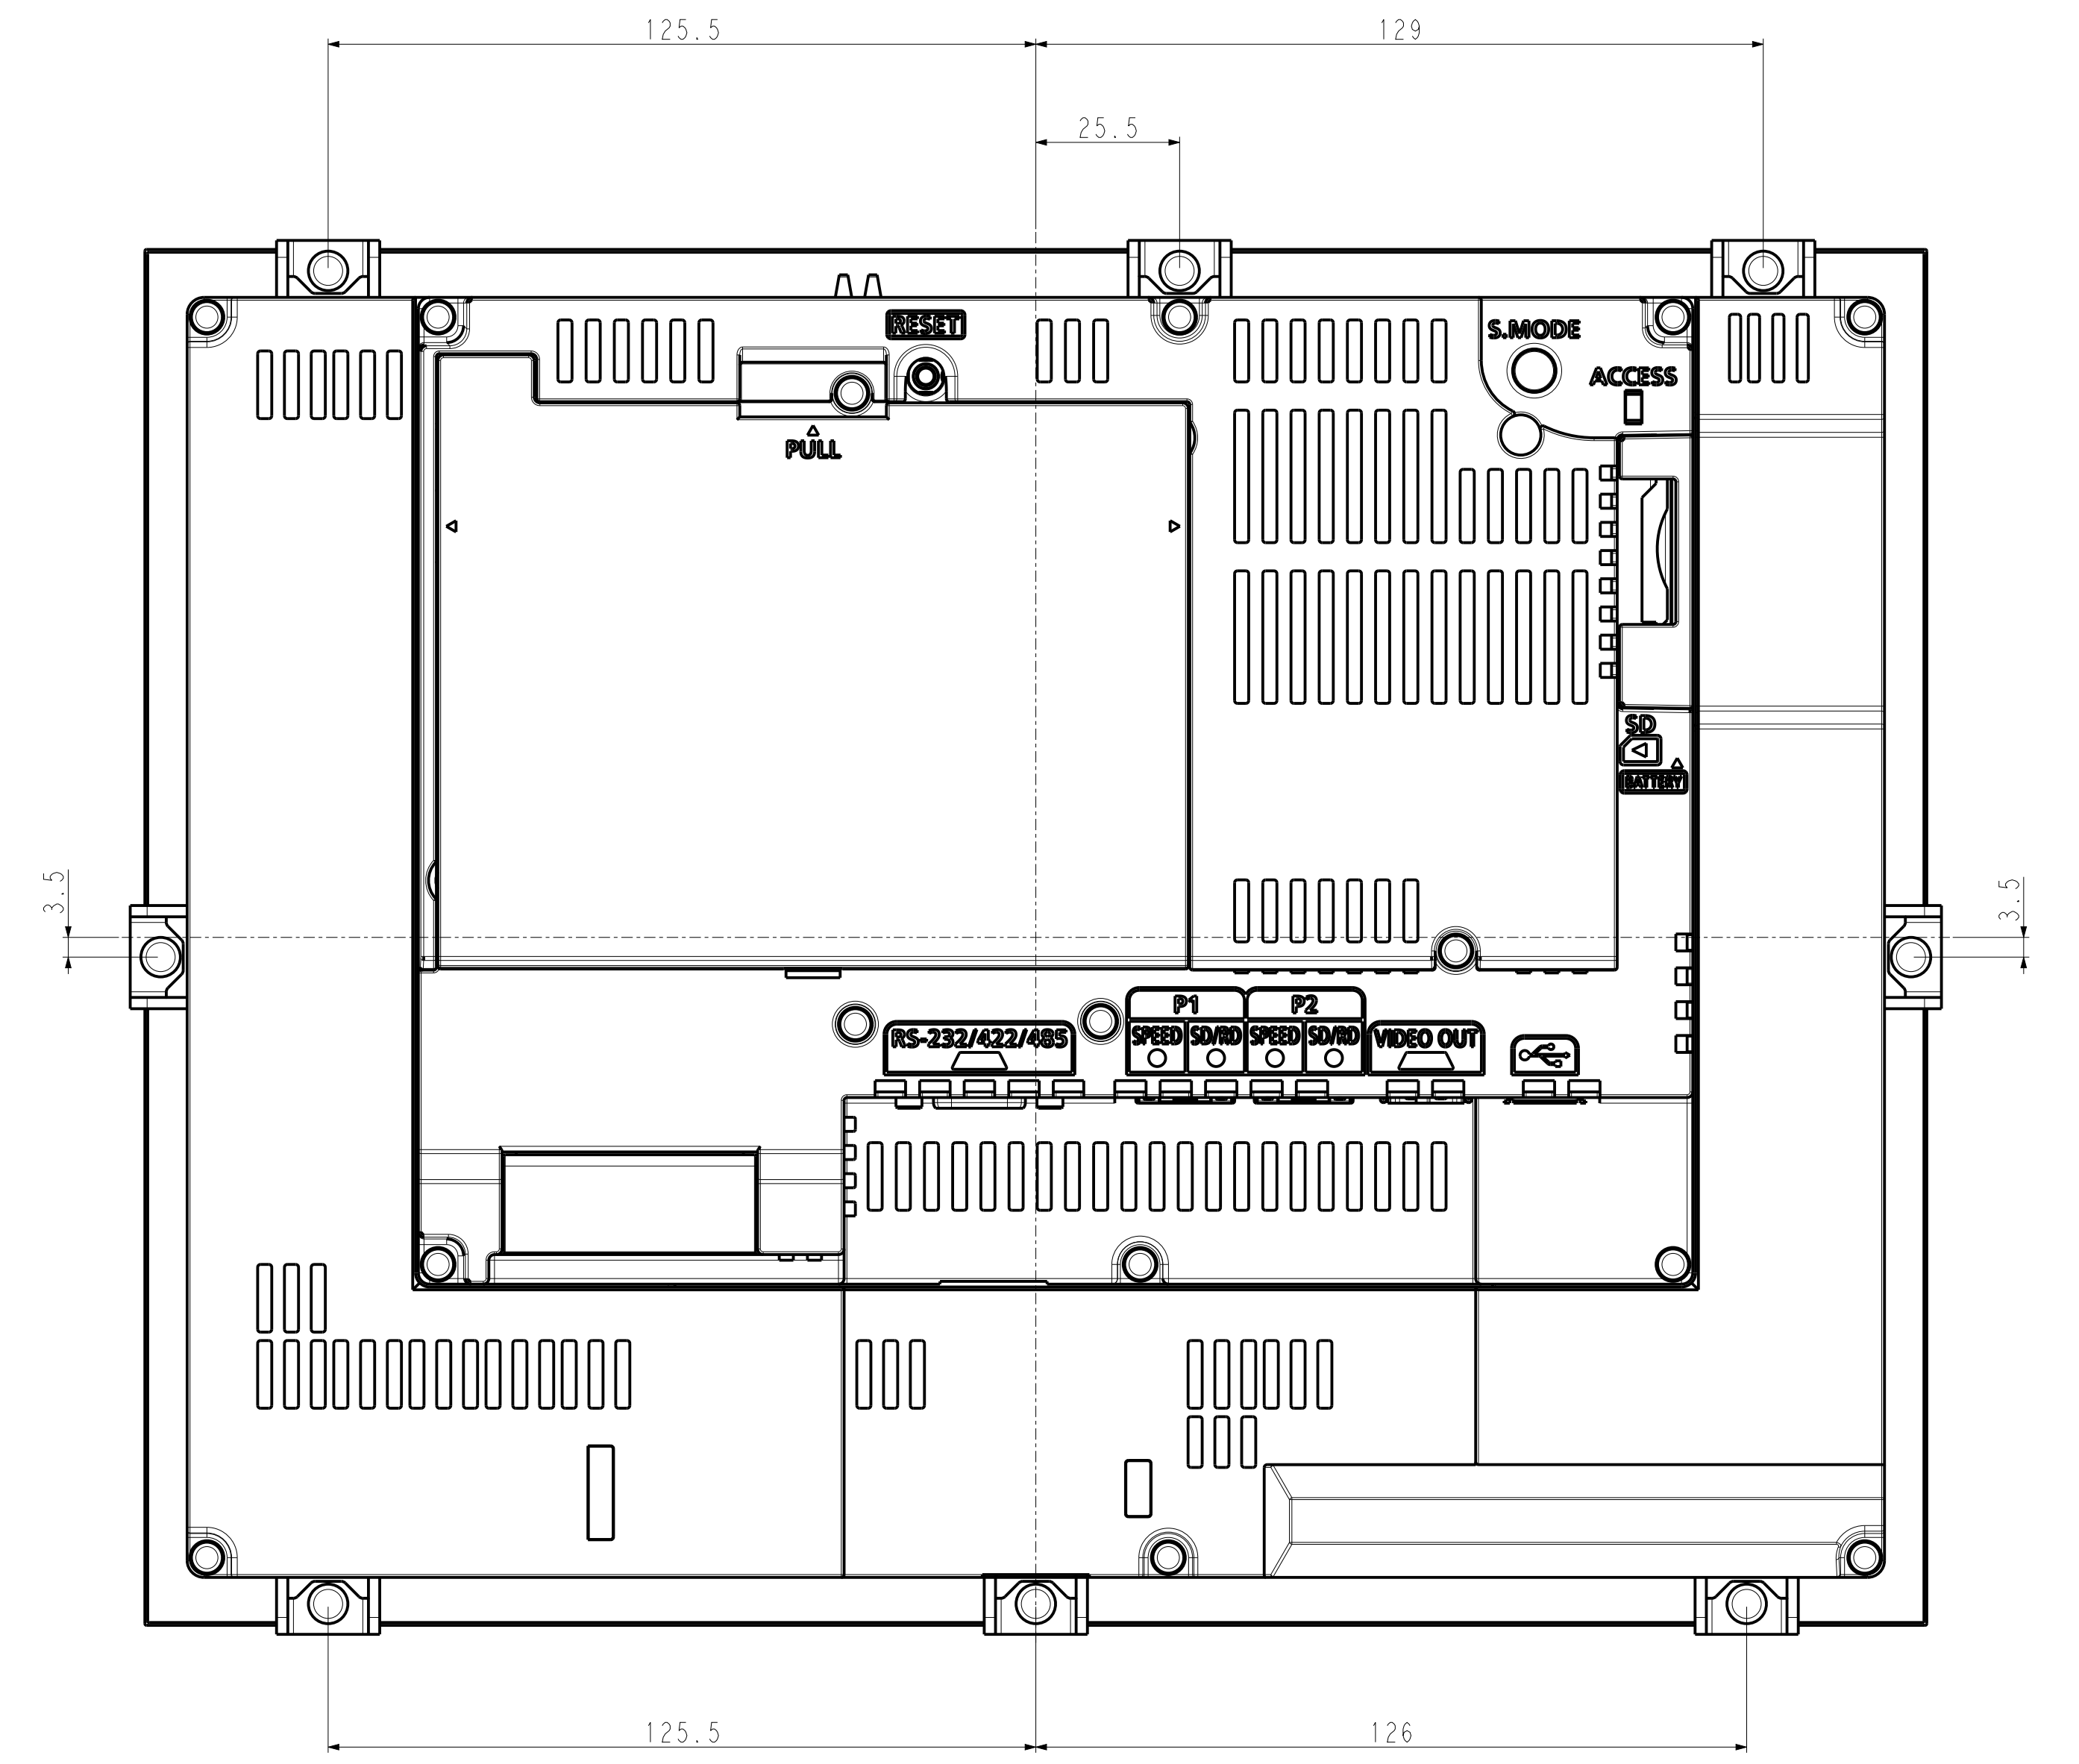 125.5
129
25.5
RESET
S.MODE
ACCESS
PULL
SD
BATTERY
3.5
3.5
P1
P2
RS-232/422/485
SPEED
SD/RD
SPEED
SD/RD
VIDEO OUT
125.5
126